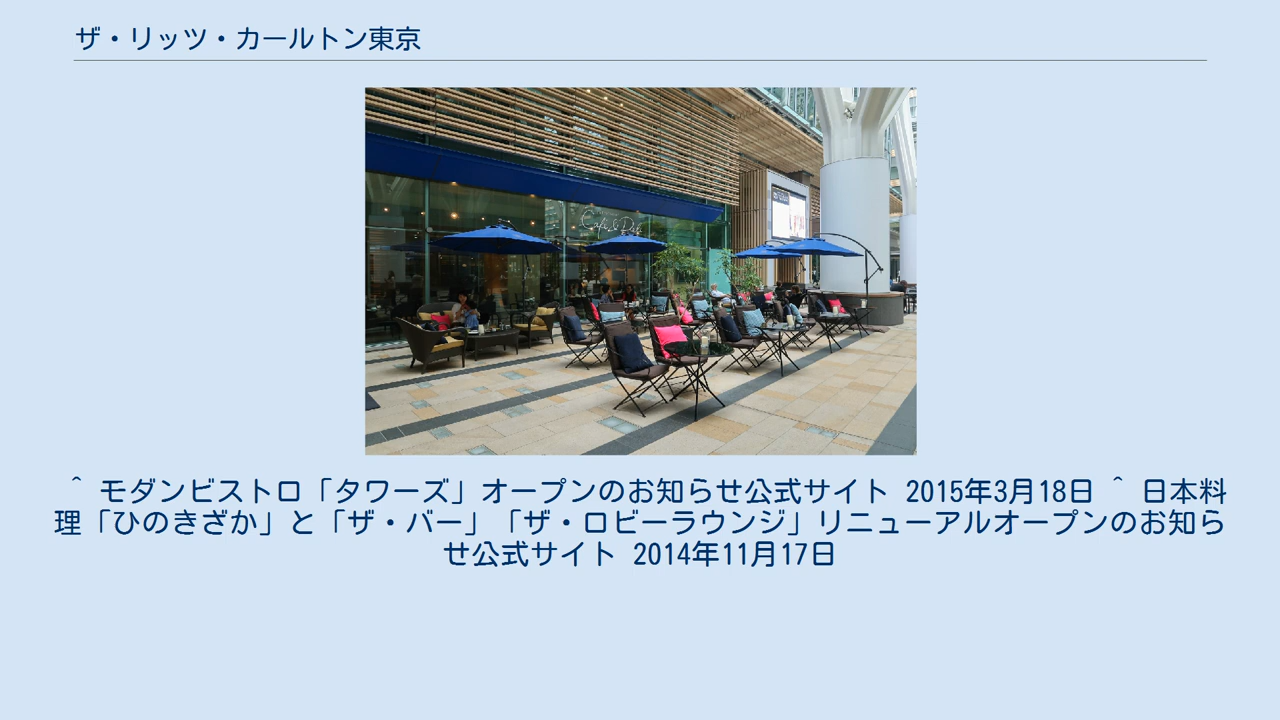 ザ・リッツ・カールトン東京
Café & Deli
^ モダンビストロ「タワーズ」オープンのお知らせ公式サイト 2015年3月18日 ^ 日本料
理「ひのきざか」と「ザ・バー」「ザ・ロビーラウンジ」リニューアルオープンのお知ら
せ公式サイト 2014年11月17日